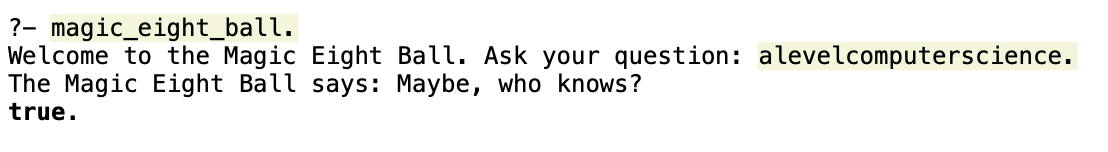 ?- magic_eight_ball.
Welcome to the Magic Eight Ball. Ask your question: alevelcomputerscience.
The Magic Eight Ball says: Maybe, who knows?
true.